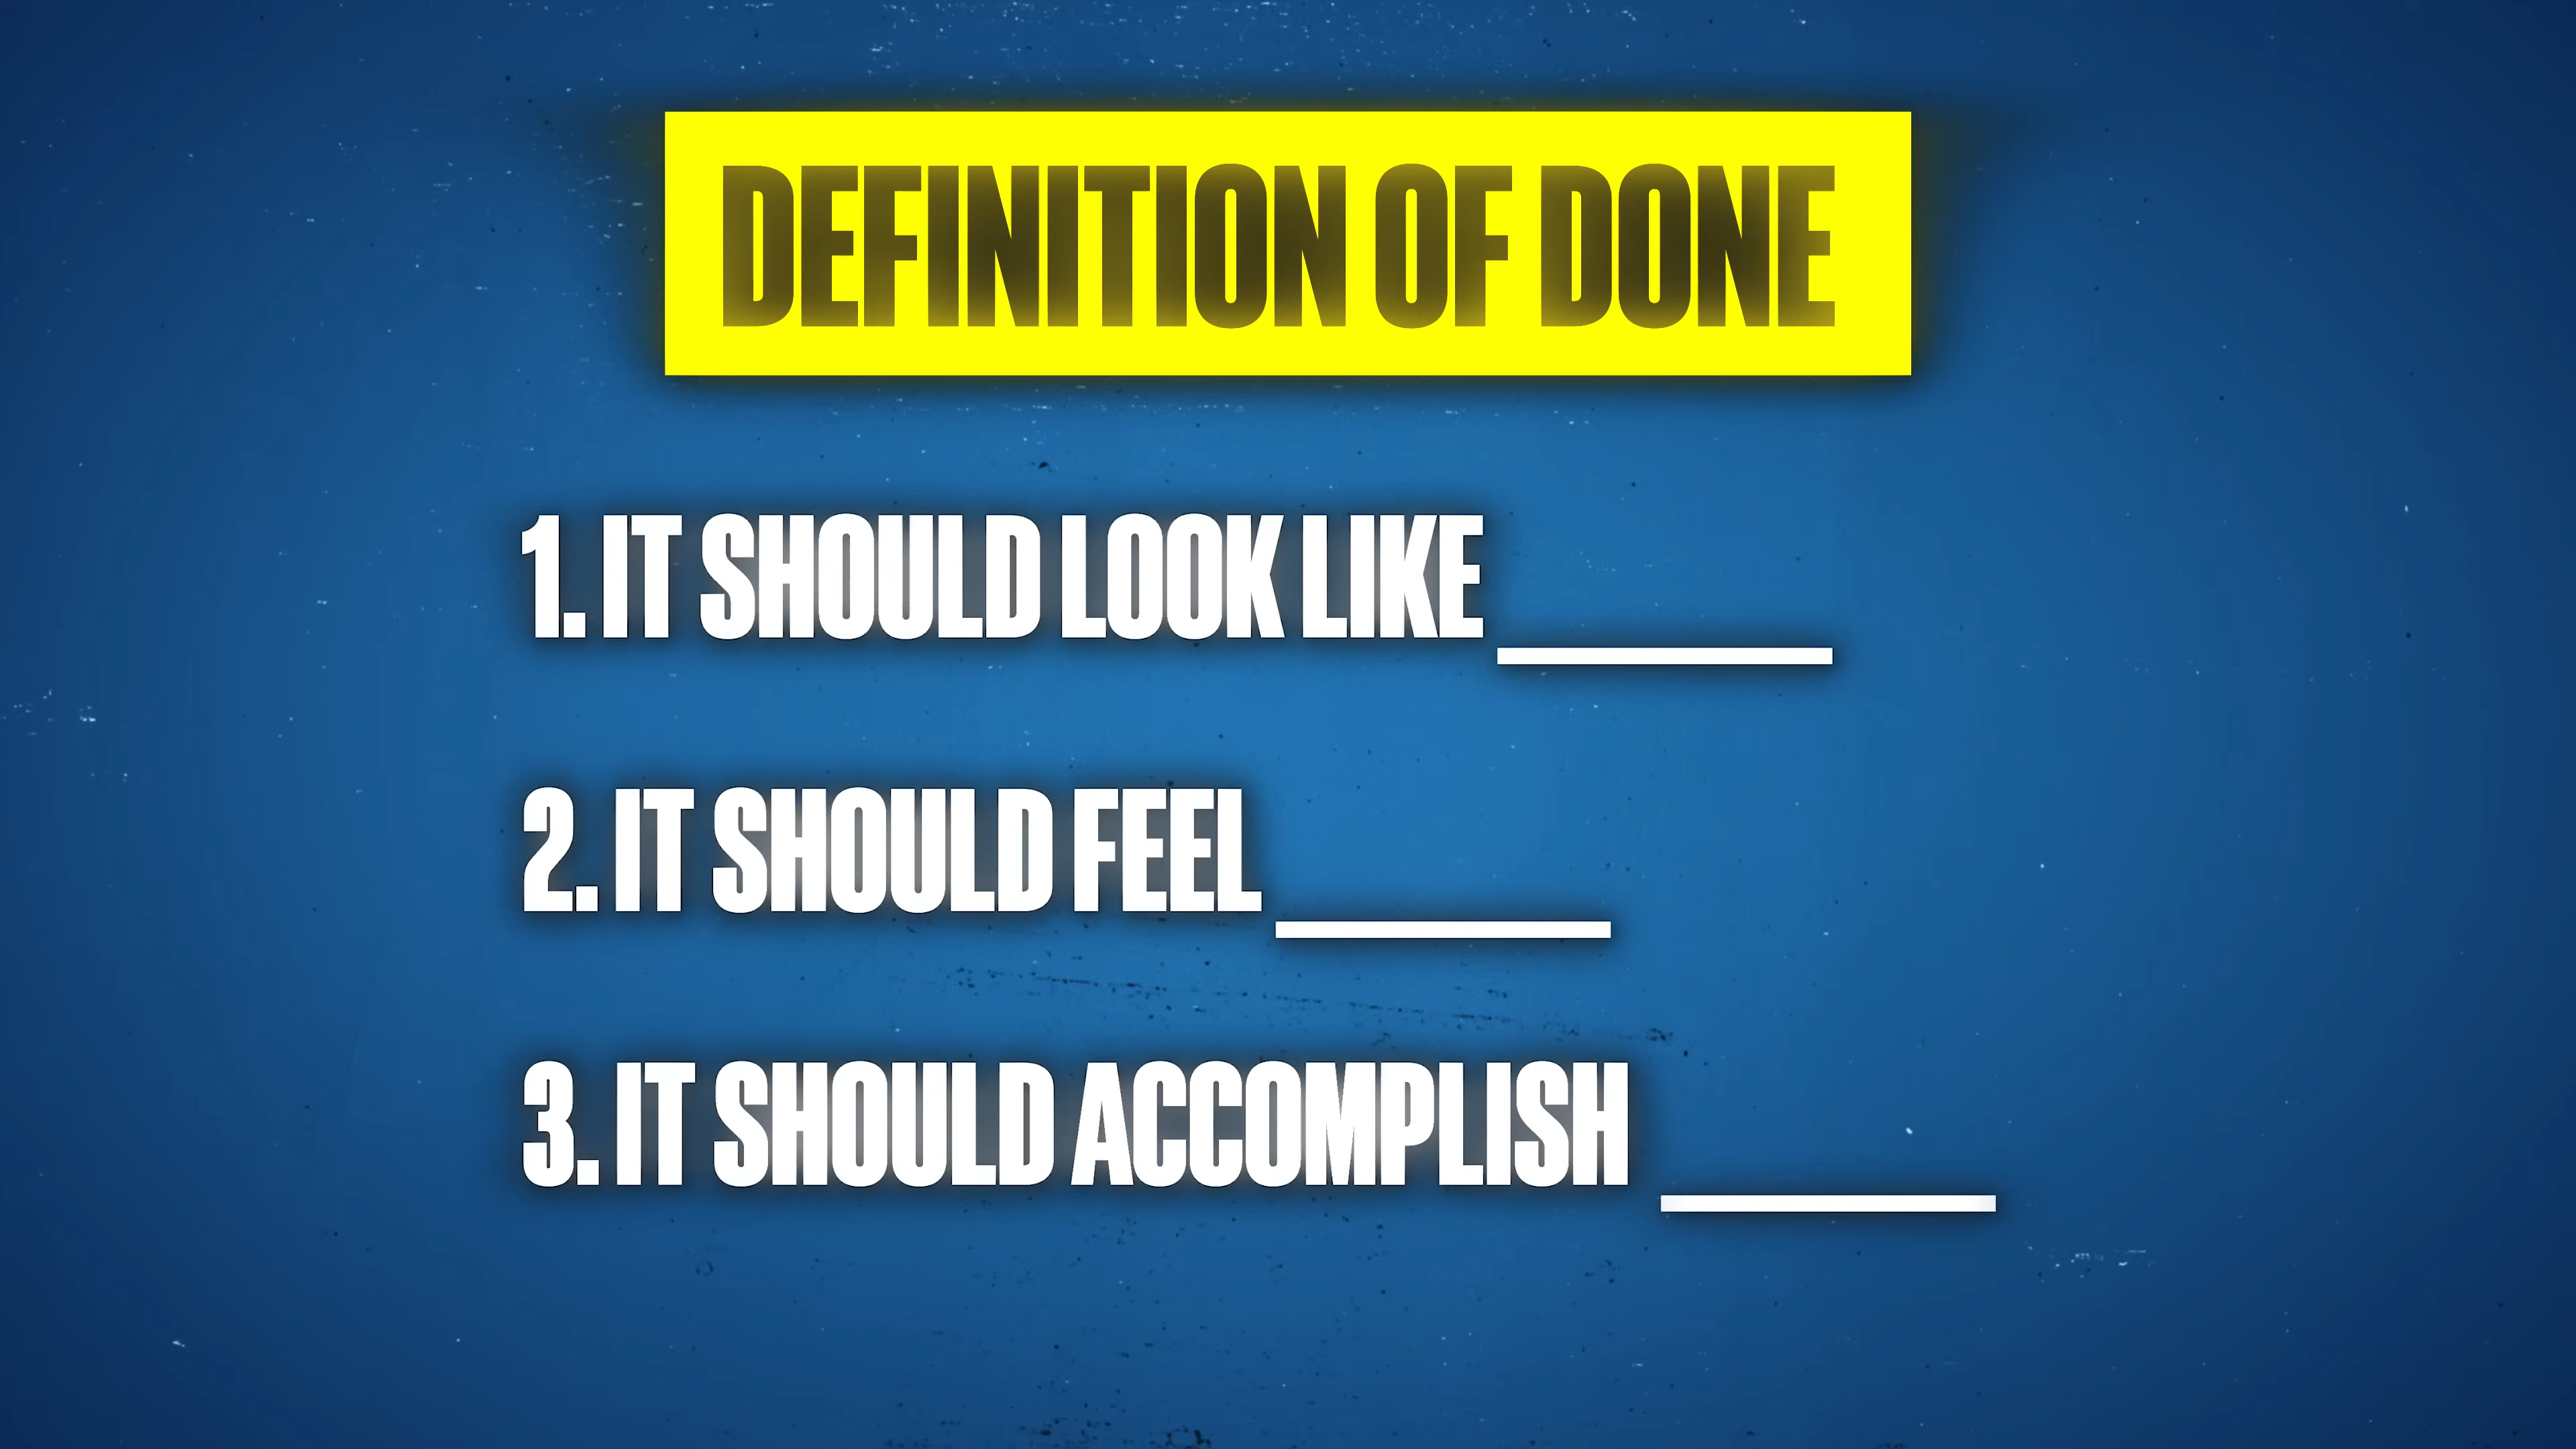 DEFINITION OF DONE
1. IT SHOULD LOOK LIKE ______
2. IT SHOULD FEEL ______
3. IT SHOULD ACCOMPLISH ______